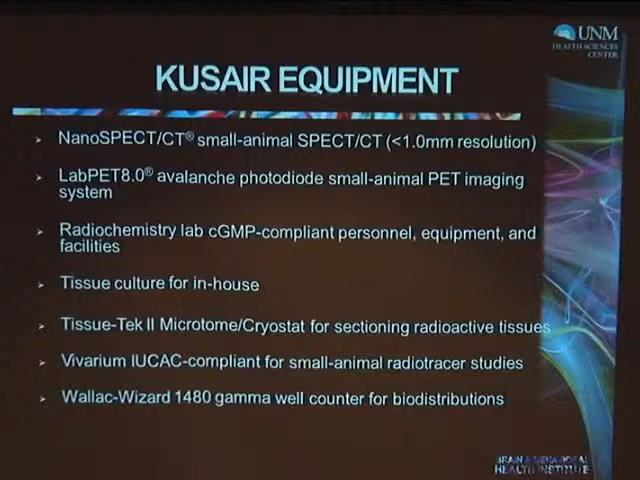 UNM
HEALTH SCIENCES
CENTER
KUSAIR EQUIPMENT
NanoSPECT/CT® small-animal SPECT/CT (<1.0mm resolution)
LabPET8.0® avalanche photodiode small-animal PET imaging
system
Radiochemistry lab cGMP-compliant personnel, equipment, and
facilities
Tissue culture for in-house
Tissue-Tek II Microtome/Cryostat for sectioning radioactive tissues
Vivarium IUCAC-compliant for small-animal radiotracer studies
Wallac-Wizard 1480 gamma well counter for biodistributions
BRAIN & BEHAVIORAL
HEALTH INSTITUTE